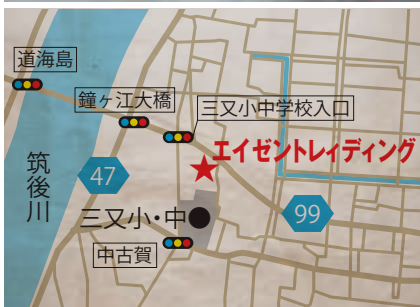 道海島
鐘ヶ江大橋
三又小中学校入口
エイゼントレイディング
筑後川
47
99
三又小・中
中古賀